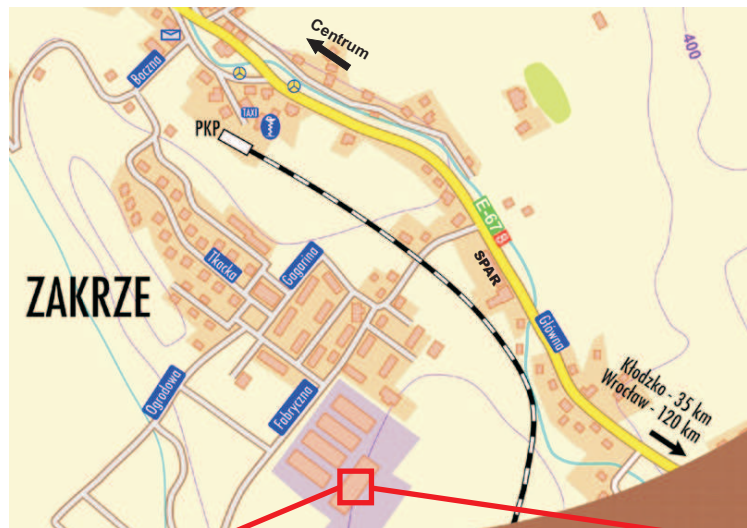 Centrum
400
Boczna
TAXI
PKP
E-67
8
SPAR
Tkacka
Gagarina
ZAKRZE
Główna
Kłodzko - 35 km
Wrocław - 120 km
Ogrodowa
Fabryczna